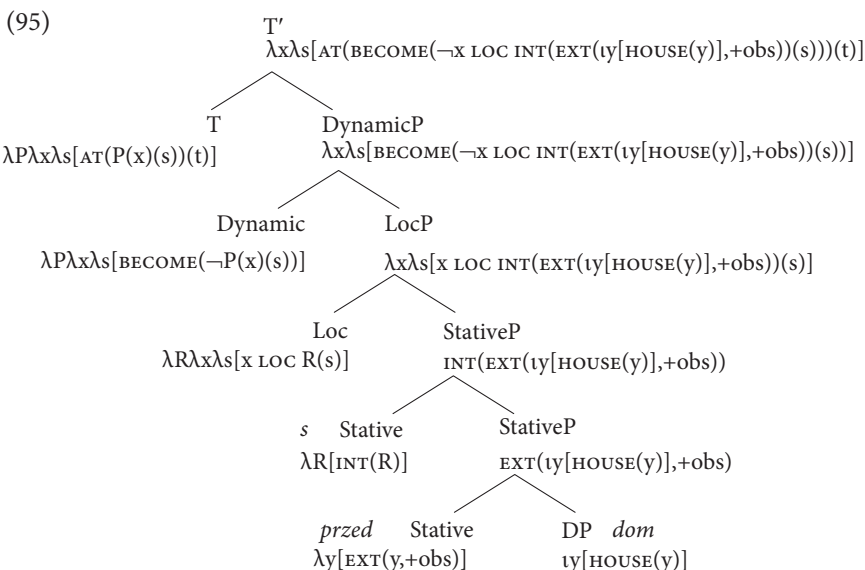 (95)
T′
λxλs[AT(BECOME(¬x LOC INT(EXT(ιy[HOUSE(y)],+obs))(s)))(t)]
T DynamicP
λPλxλs[AT(P(x)(s))(t)] λxλs[BECOME(¬x LOC INT(EXT(ιy[HOUSE(y)],+obs))(s))]
Dynamic LocP
λPλxλs[BECOME(¬P(x)(s))] λxλs[x LOC INT(EXT(ιy[HOUSE(y)],+obs))(s)]
Loc StativeP
λRλxλs[x LOC R(s)] INT(EXT(ιy[HOUSE(y)],+obs))
s Stative StativeP
λR[INT(R)] EXT(ιy[HOUSE(y)],+obs)
przed Stative DP dom
λy[EXT(y,+obs)] ιy[HOUSE(y)]